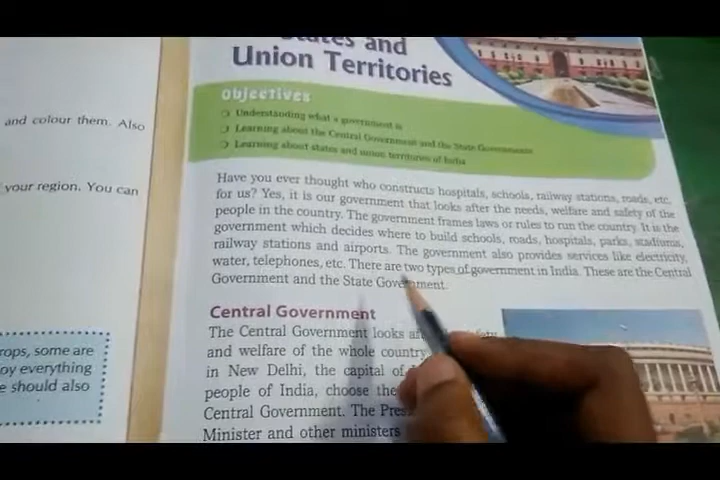 and colour them. Also
your region. You can
rops, some are
oy everything
e should also
States and
Union Territories
Objectives
Understanding what a government is
Learning about the Central Government and the State Governments
Learning about states and union territories of India
Have you ever thought who constructs hospitals, schools, railway stations, roads, etc.
for us? Yes, it is our government that looks after the needs, welfare and safety of the
people in the country. The government frames laws or rules to run the country. It is the
government which decides where to build schools, roads, hospitals, parks, stadiums,
railway stations and airports. The government also provides services like electricity,
water, telephones, etc. There are two types of government in India. These are the Central
Government and the State Government.
Central Government
The Central Government looks safety
and welfare of the whole country
in New Delhi, the capital of
people of India, choose the
Central Government. The
Minister and other ministers